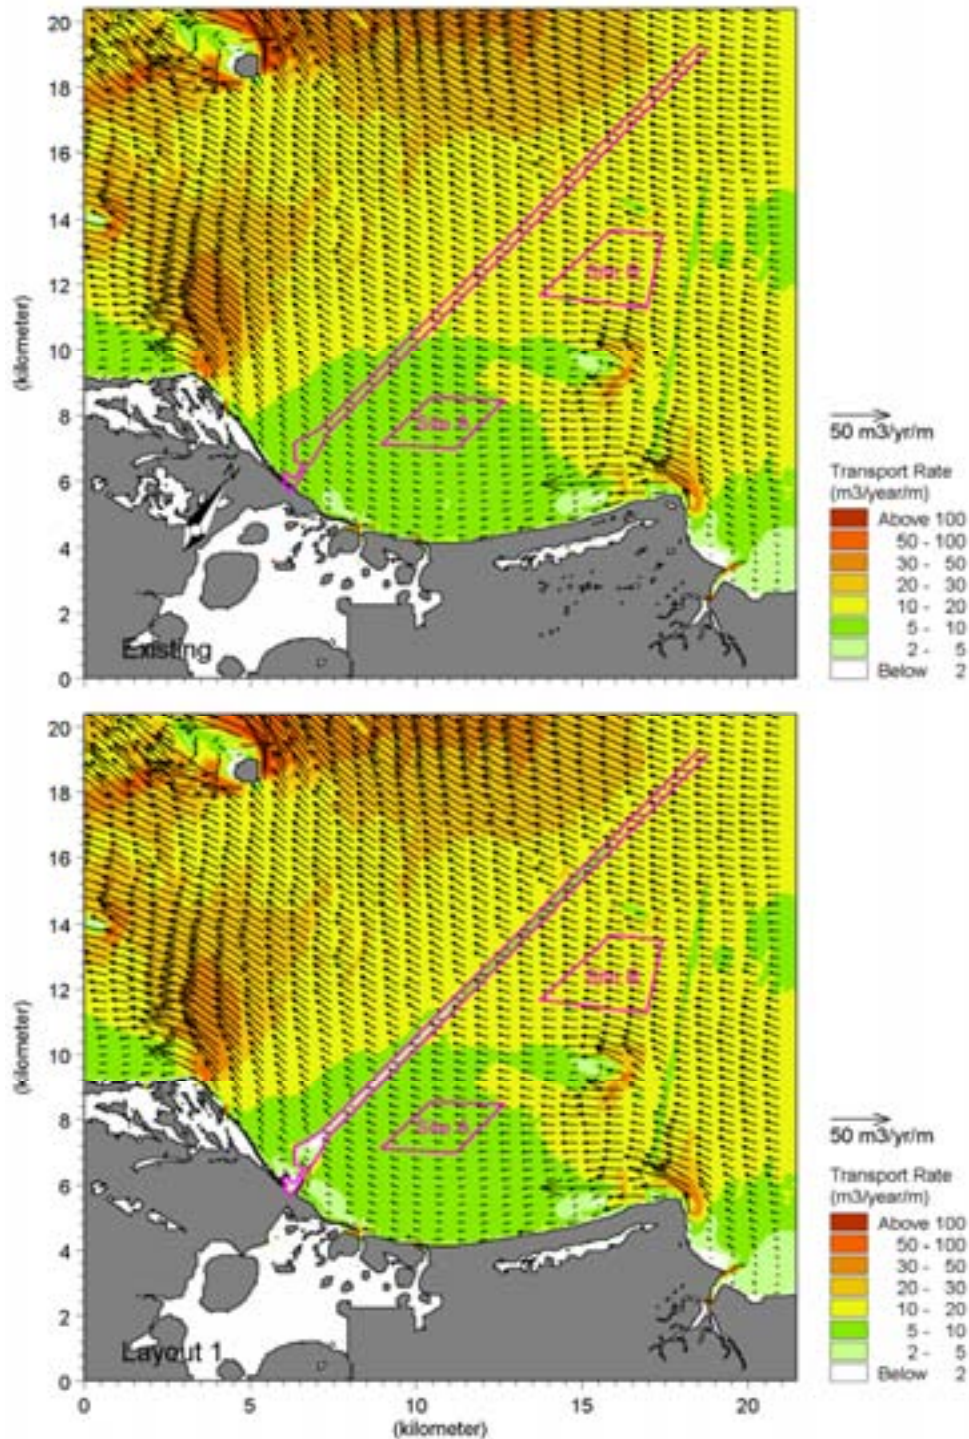 20
18
16
14
12
10
8
6
4
2
0
(kilometer)
Site B
Site A
N
Existing
50 m3/yr/m
Transport Rate
(m3/year/m)
Above 100
50 - 100
30 - 50
20 - 30
10 - 20
5 - 10
2 - 5
Below 2
20
18
16
14
12
10
8
6
4
2
0
(kilometer)
Site B
Site A
Layout 1
0
5
10
15
20
(kilometer)
50 m3/yr/m
Transport Rate
(m3/year/m)
Above 100
50 - 100
30 - 50
20 - 30
10 - 20
5 - 10
2 - 5
Below 2